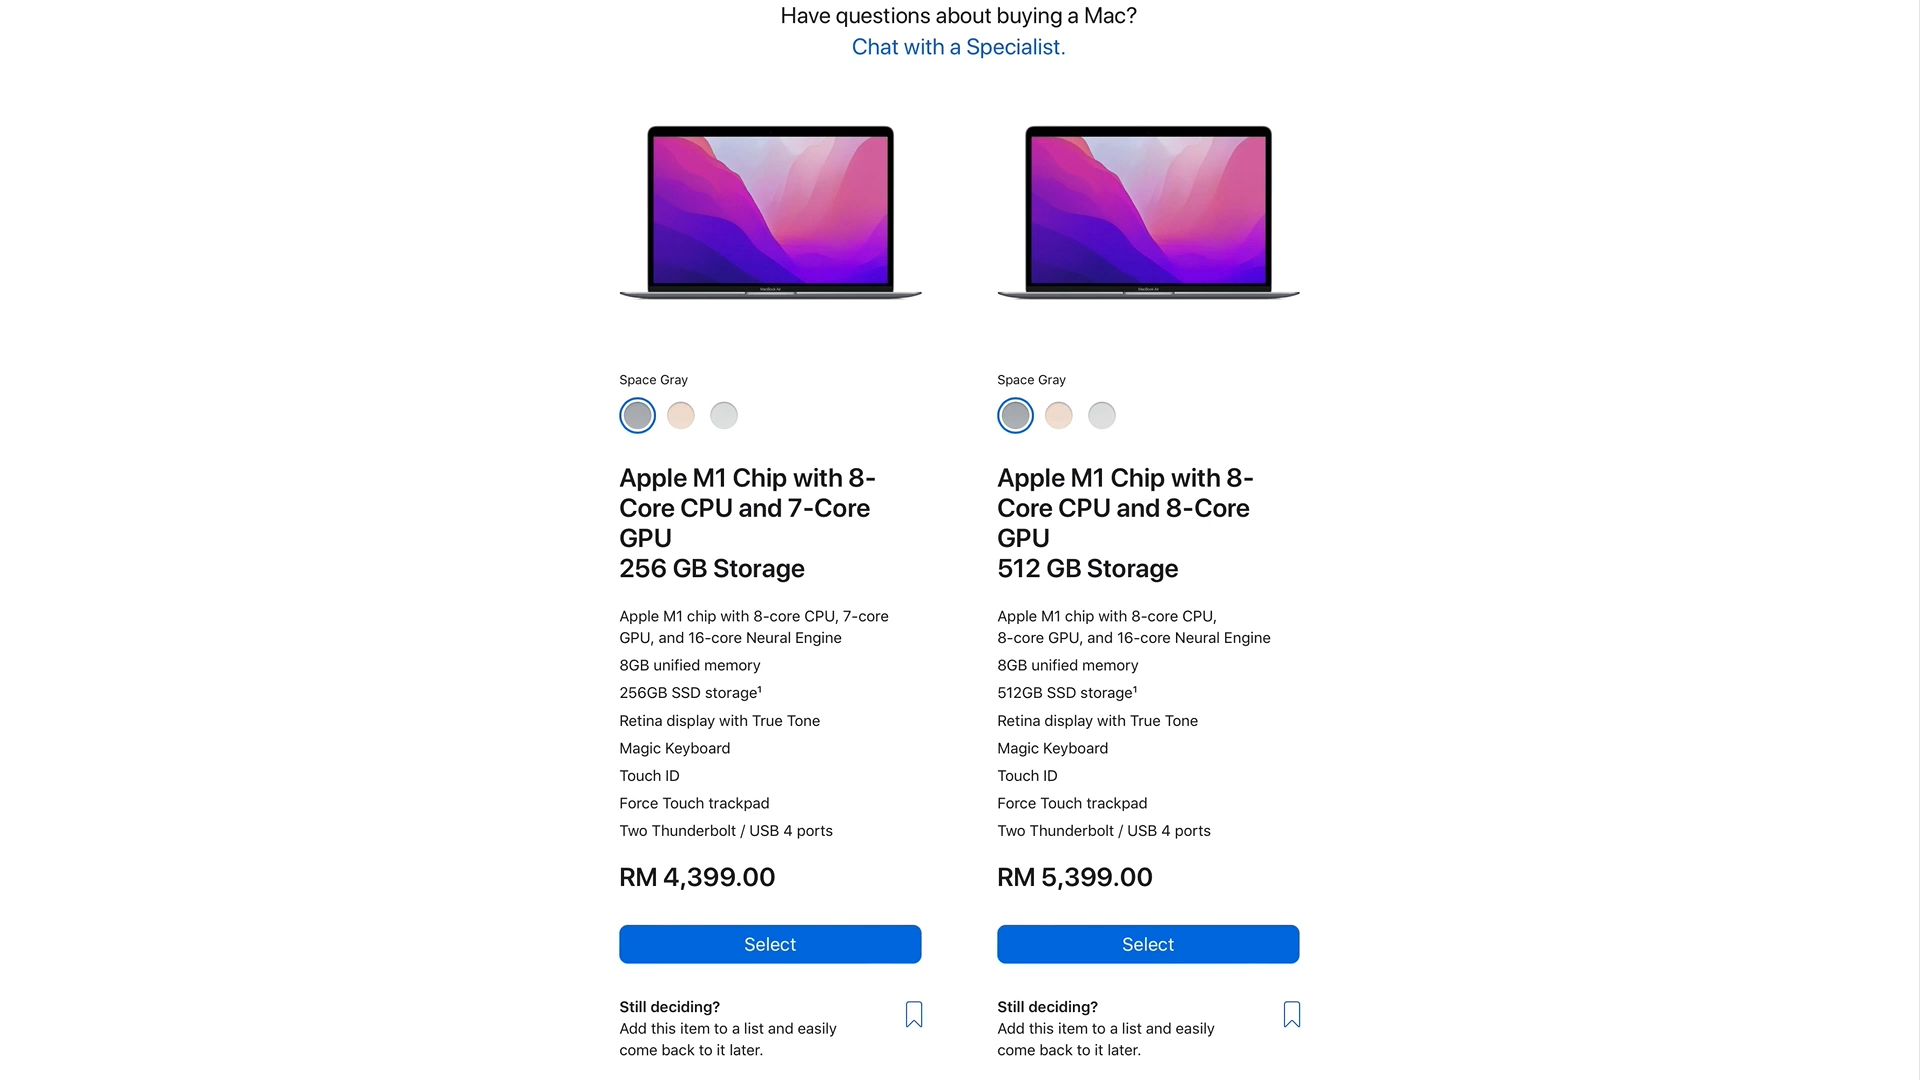 Have questions about buying a Mac?
Chat with a Specialist.
MacBook Air
MacBook Air
Space Gray
Apple M1 Chip with 8-
Core CPU and 7-Core
GPU
256 GB Storage
Apple M1 chip with 8-core CPU, 7-core
GPU, and 16-core Neural Engine
8GB unified memory
256GB SSD storage¹
Retina display with True Tone
Magic Keyboard
Touch ID
Force Touch trackpad
Two Thunderbolt / USB 4 ports
RM 4,399.00
Select
Still deciding?
Add this item to a list and easily
come back to it later.
Space Gray
Apple M1 Chip with 8-
Core CPU and 8-Core
GPU
512 GB Storage
Apple M1 chip with 8-core CPU,
8-core GPU, and 16-core Neural Engine
8GB unified memory
512GB SSD storage¹
Retina display with True Tone
Magic Keyboard
Touch ID
Force Touch trackpad
Two Thunderbolt / USB 4 ports
RM 5,399.00
Select
Still deciding?
Add this item to a list and easily
come back to it later.